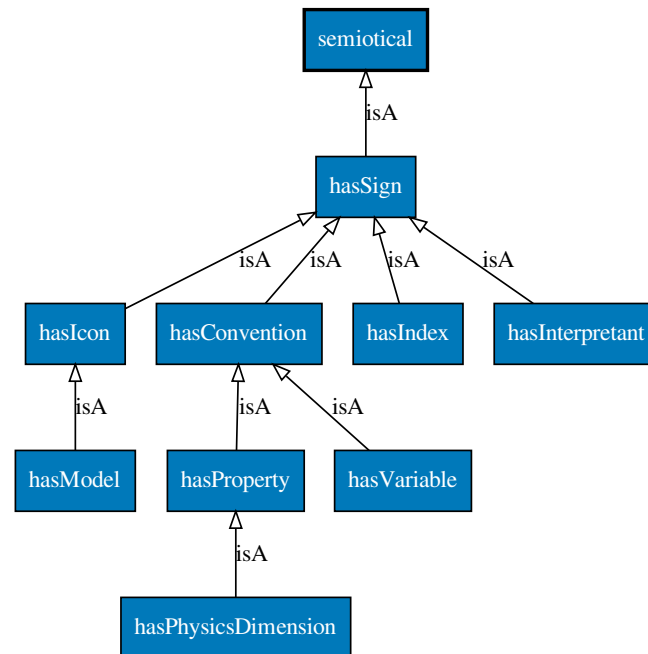 semiotical
isA
hasSign
isA isA isA isA
hasIcon hasConvention hasIndex hasInterpretant
isA isA isA
hasModel hasProperty hasVariable
isA
hasPhysicsDimension